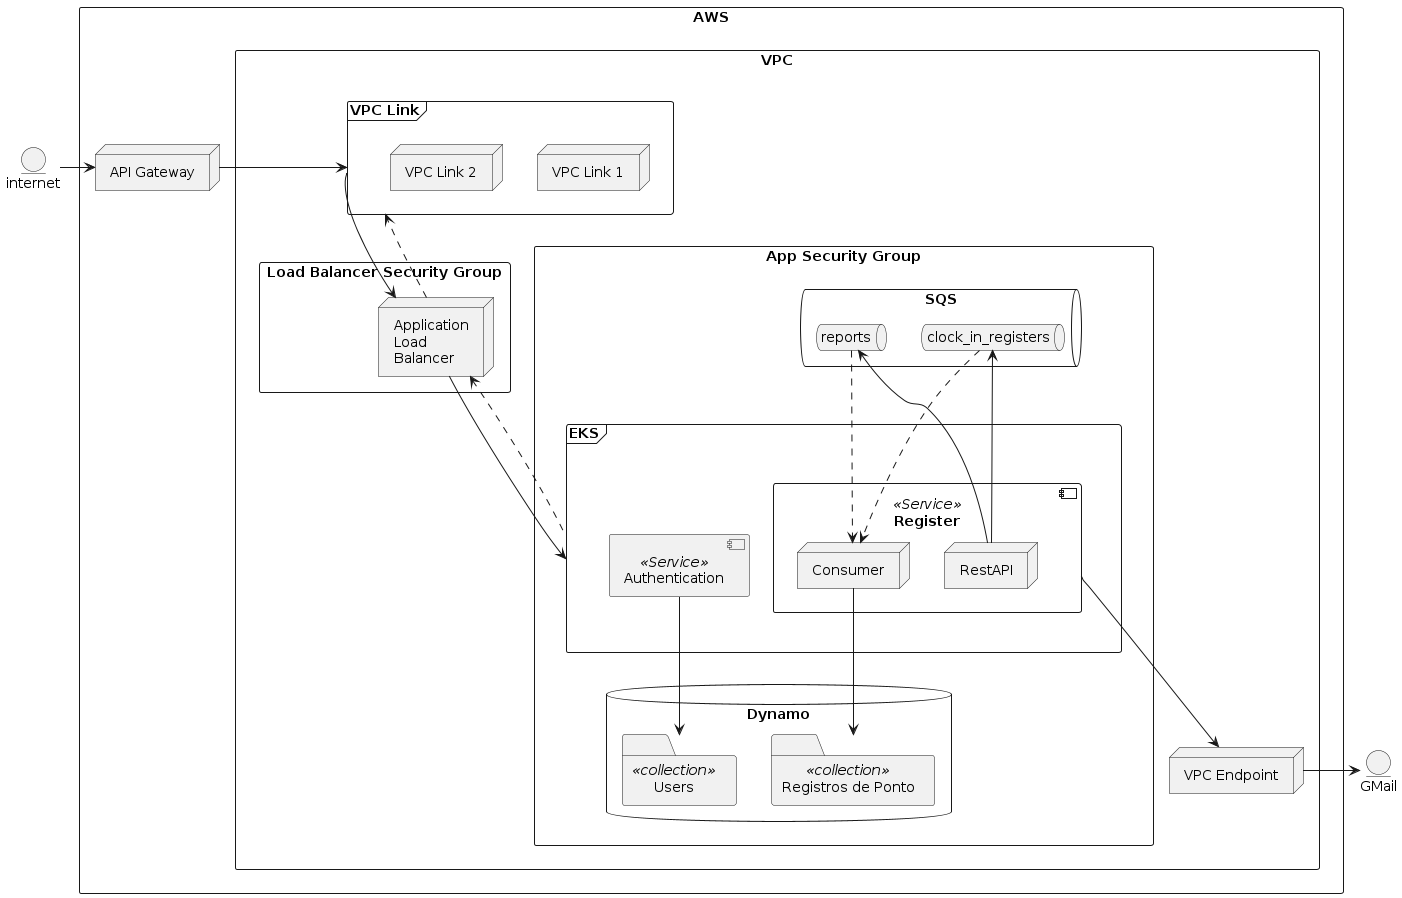 AWS
VPC
VPC Link
internet
API Gateway
VPC Link 2
VPC Link 1
Load Balancer Security Group
Application
Load
Balancer
App Security Group
SQS
reports
clock_in_registers
EKS
«Service»
Register
«Service»
Authentication
Consumer
RestAPI
Dynamo
«collection»
Users
«collection»
Registros de Ponto
VPC Endpoint
GMail